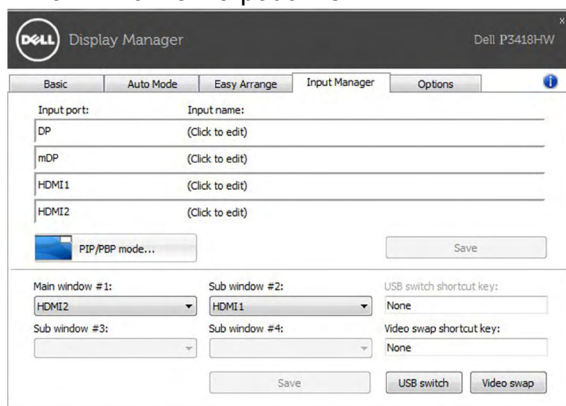 DELL Display Manager Dell P3418HW
Basic Auto Mode Easy Arrange Input Manager Options
Input port: Input name:
DP (Click to edit)
mDP (Click to edit)
HDMI1 (Click to edit)
HDMI2 (Click to edit)
PIP/PBP mode... Save
Main window #1: Sub window #2: USB switch shortcut key:
HDMI2 HDMI1 None
Sub window #3: Sub window #4: Video swap shortcut key:
None
Save USB switch Video swap